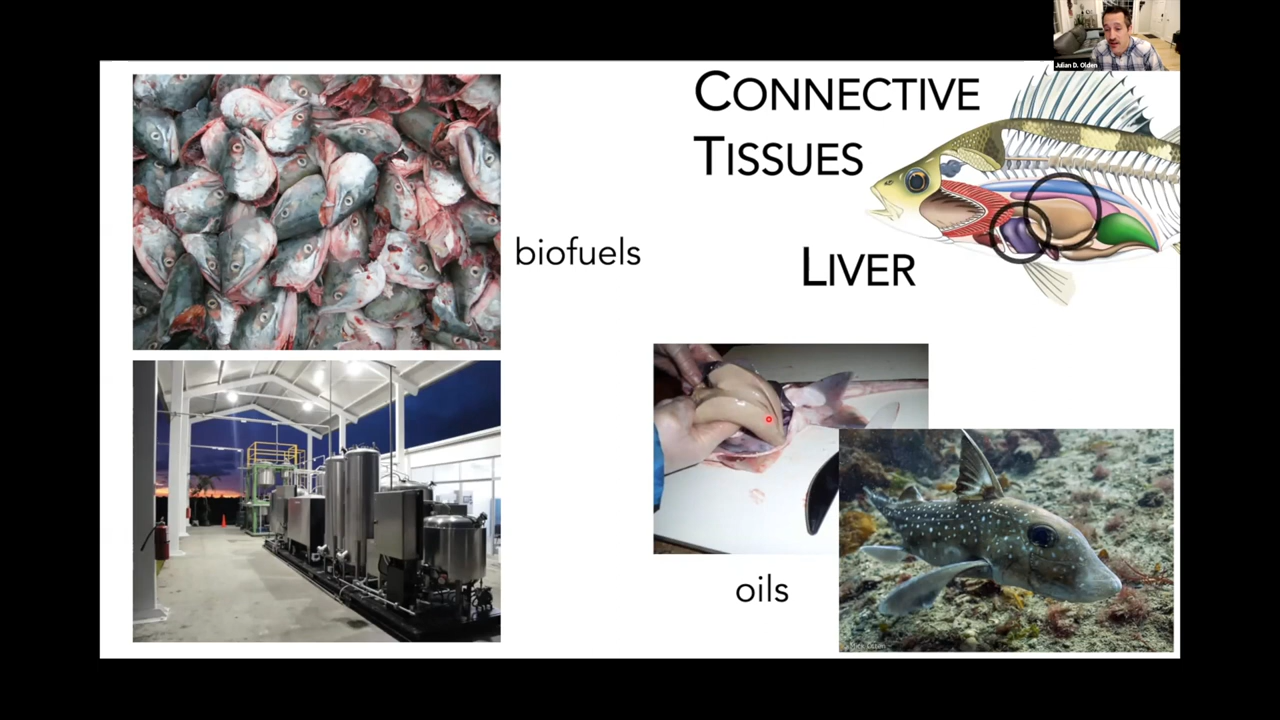 Julian D. Olden
CONNECTIVE
TISSUES
biofuels
LIVER
oils